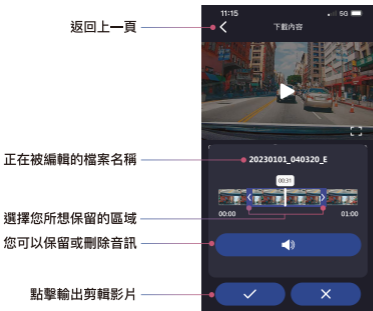 11:15
5G
返回上一頁
下載內容
正在被編輯的檔案名稱
20230101_040320_E
00:31
選擇您所想保留的區域
00:00
01:00
您可以保留或刪除音訊
點擊輸出剪輯影片